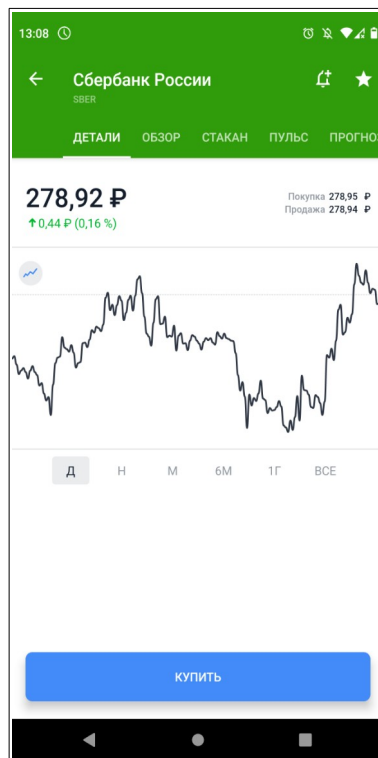 13:08
Сбербанк России
SBER
ДЕТАЛИ ОБЗОР СТАКАН ПУЛЬС ПРОГНО
278,92 ₽
Покупка 278,95 ₽
Продажа 278,94 ₽
0,44 ₽ (0,16 %)
Д Н М 6М 1Г ВСЕ
КУПИТЬ